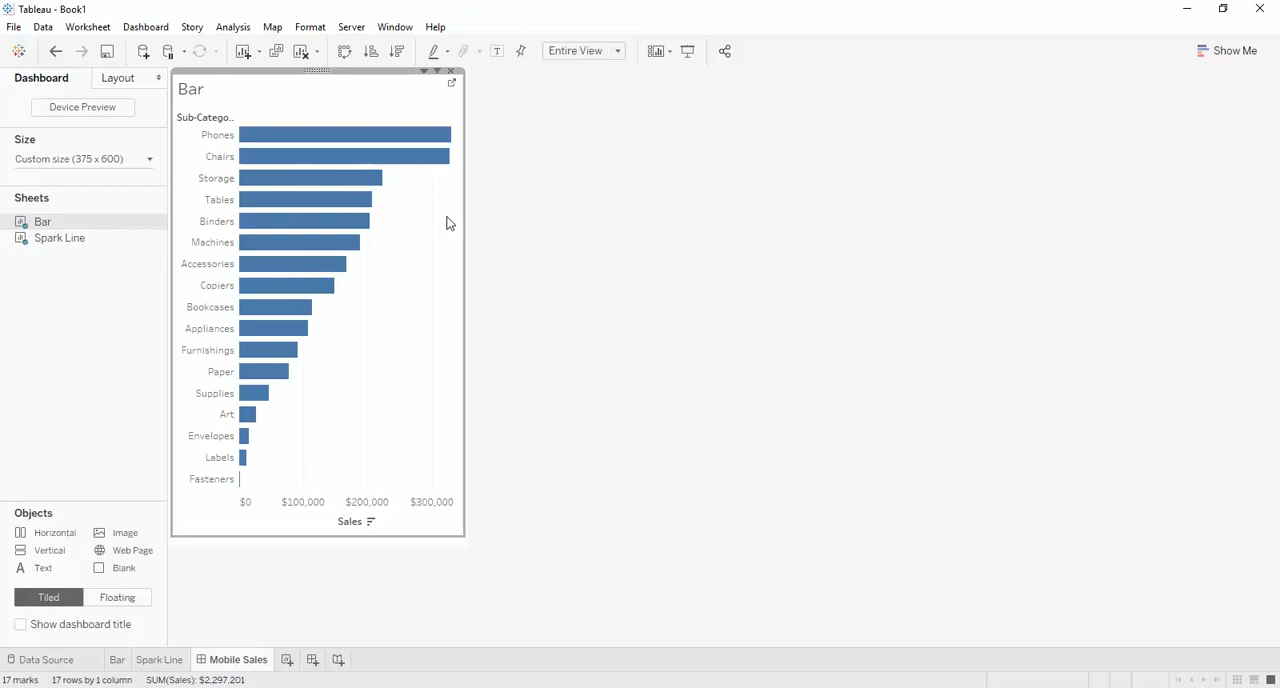 Tableau - Book1
File Data Worksheet Dashboard Story Analysis Map Format Server Window Help
Entire View
Show Me
Dashboard Layout
Device Preview
Size
Custom size (375 x 600)
Sheets
Bar
Spark Line
Objects
Horizontal Image
Vertical Web Page
A Text Blank
Tiled Floating
Show dashboard title
Bar
Sub-Catego..
Phones
Chairs
Storage
Tables
Binders
Machines
Accessories
Copiers
Bookcases
Appliances
Furnishings
Paper
Supplies
Art
Envelopes
Labels
Fasteners
$0 $100,000 $200,000 $300,000
Sales
Data Source Bar Spark Line Mobile Sales
17 marks 17 rows by 1 column SUM(Sales): $2,297,201